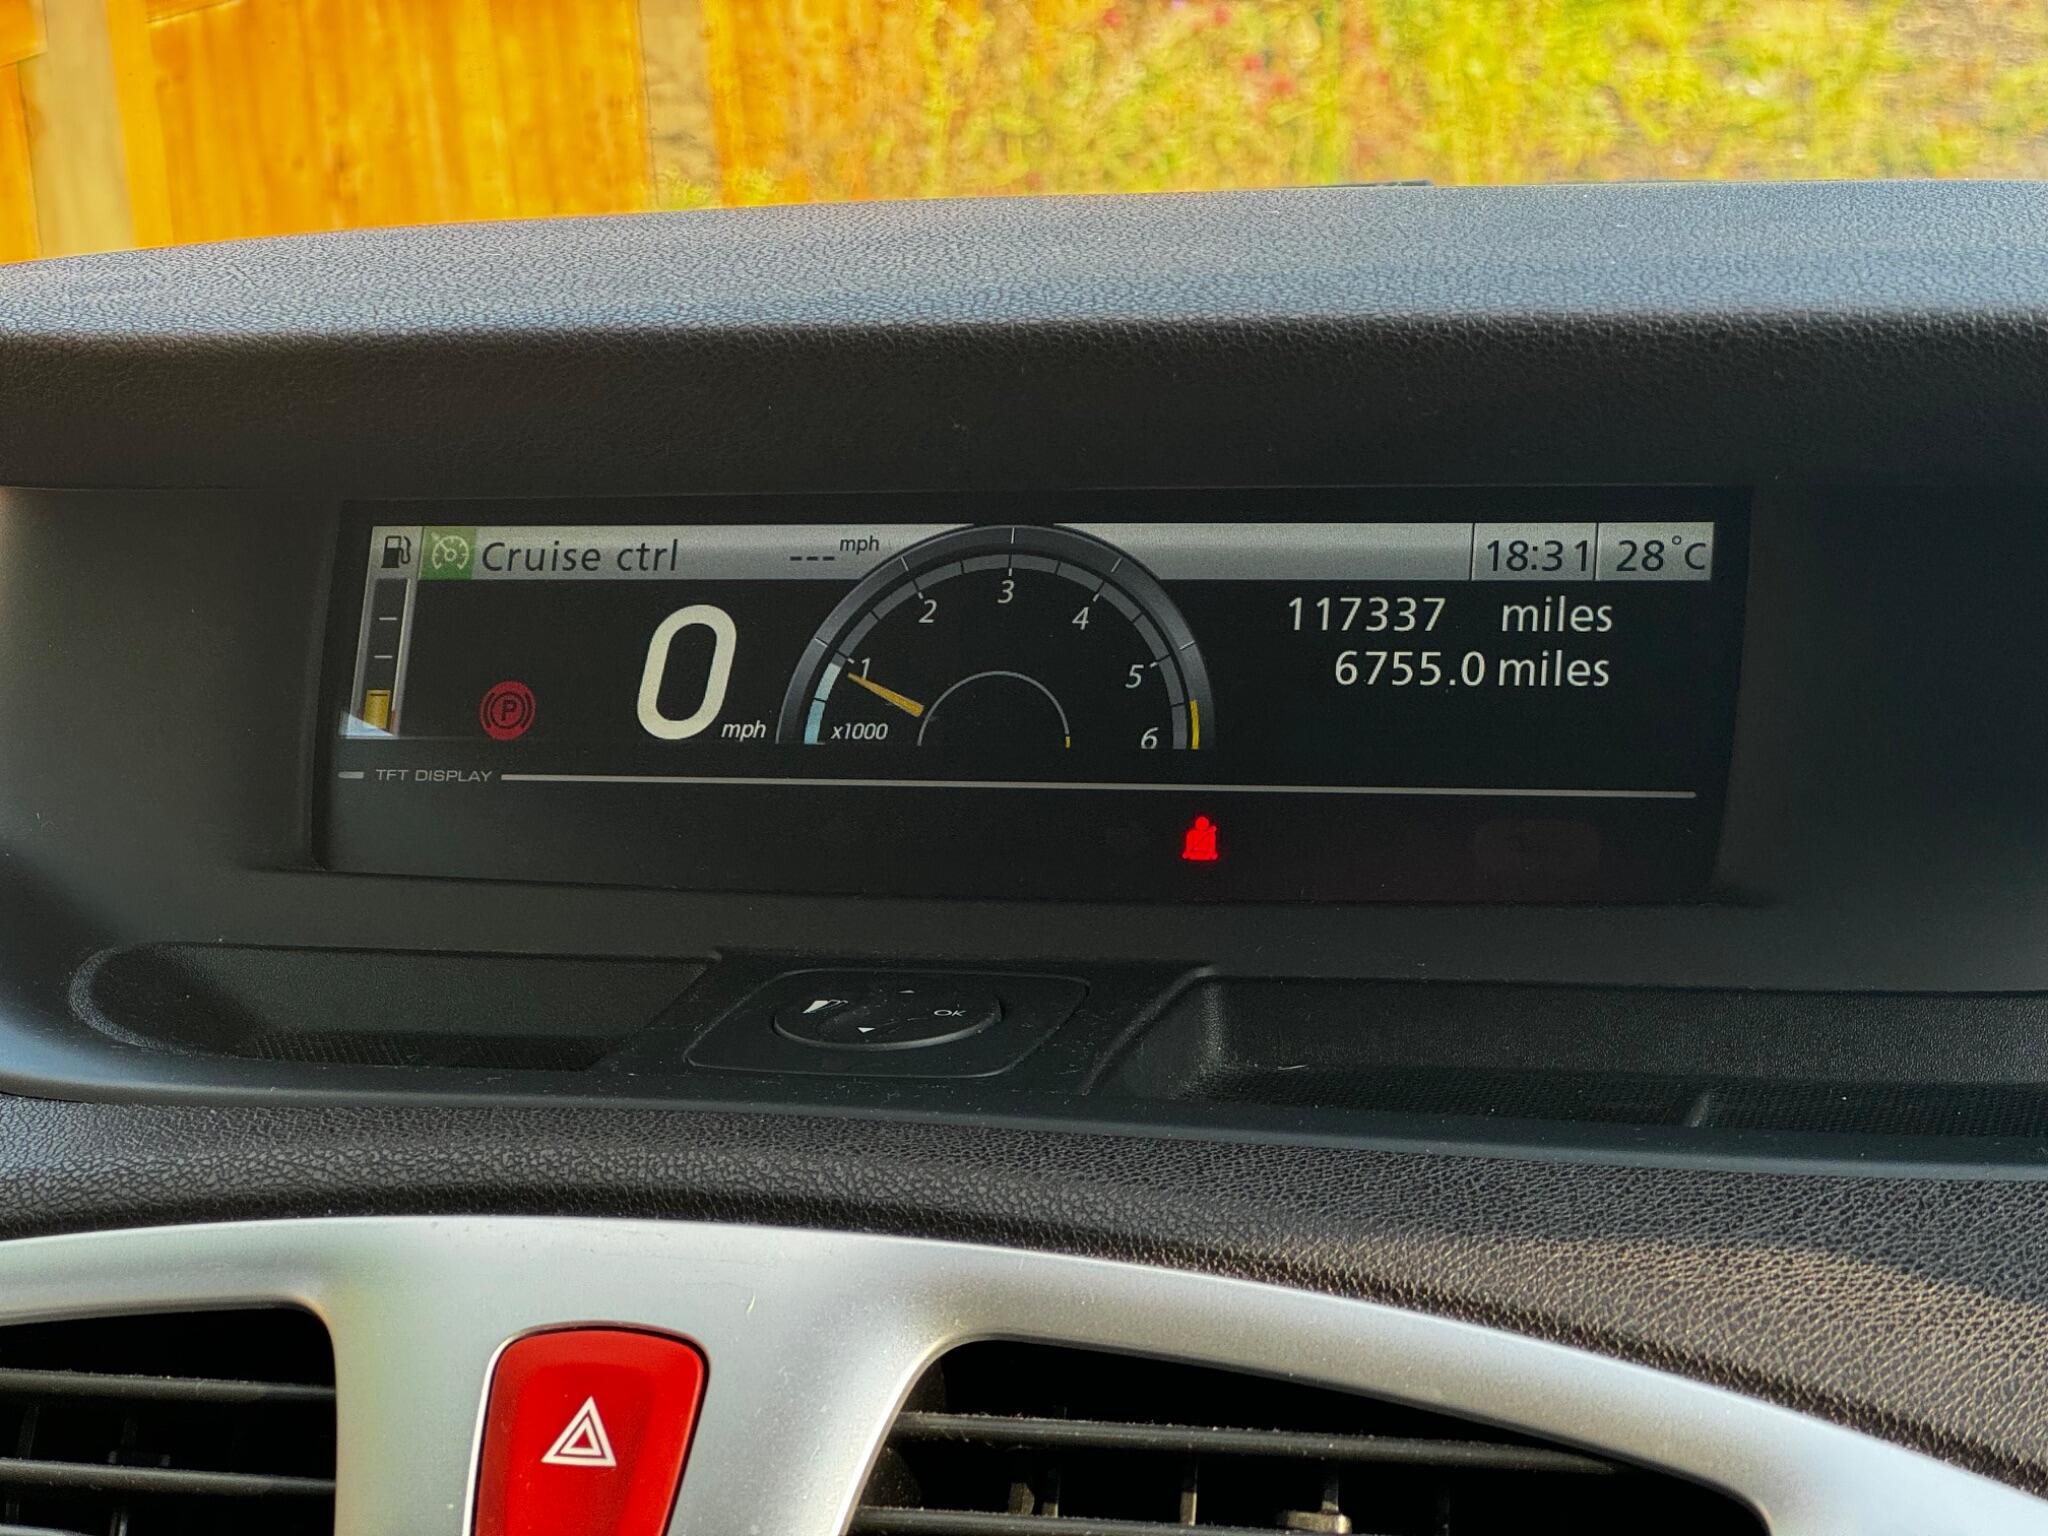 Cruise ctrl --- mph
18:31 28°C
117337 miles
6755.0 miles
0 mph
1 2 3 4 5 6
x1000
P
TFT DISPLAY
OK